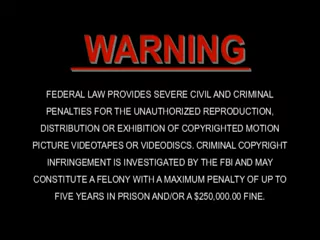 WARNING
FEDERAL LAW PROVIDES SEVERE CIVIL AND CRIMINAL
PENALTIES FOR THE UNAUTHORIZED REPRODUCTION,
DISTRIBUTION OR EXHIBITION OF COPYRIGHTED MOTION
PICTURE VIDEOTAPES OR VIDEODISCS. CRIMINAL COPYRIGHT
INFRINGEMENT IS INVESTIGATED BY THE FBI AND MAY
CONSTITUTE A FELONY WITH A MAXIMUM PENALTY OF UP TO
FIVE YEARS IN PRISON AND/OR A $250,000.00 FINE.